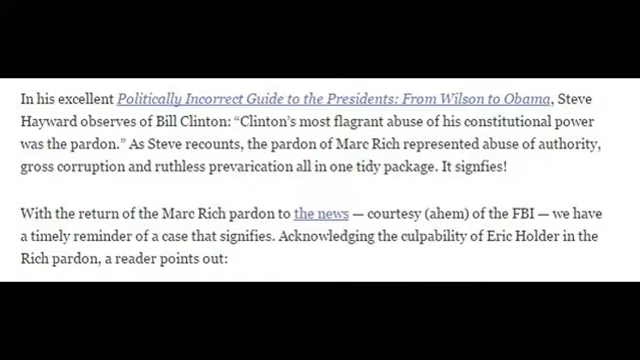 In his excellent Politically Incorrect Guide to the Presidents: From Wilson to Obama, Steve
Hayward observes of Bill Clinton: “Clinton’s most flagrant abuse of his constitutional power
was the pardon.” As Steve recounts, the pardon of Marc Rich represented abuse of authority,
gross corruption and ruthless prevarication all in one tidy package. It signfies!
With the return of the Marc Rich pardon to the news — courtesy (ahem) of the FBI — we have
a timely reminder of a case that signifies. Acknowledging the culpability of Eric Holder in the
Rich pardon, a reader points out: